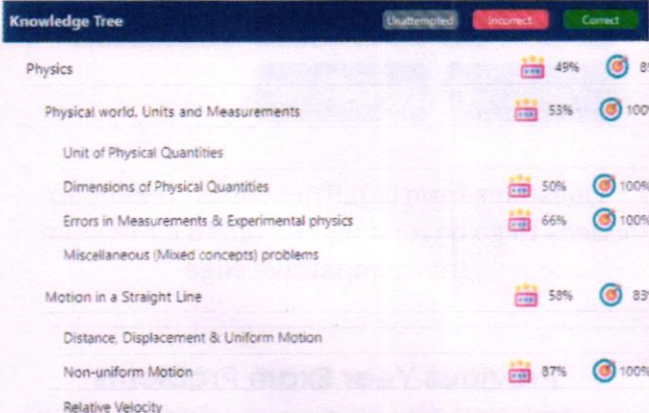 Knowledge Tree Unattempted Incorrect Correct
Physics 49%
Physical world, Units and Measurements 53% 100%
Unit of Physical Quantities
Dimensions of Physical Quantities 50% 100%
Errors in Measurements & Experimental physics 66% 100%
Miscellaneous (Mixed concepts) problems
Motion in a Straight Line 58% 83
Distance, Displacement & Uniform Motion
Non-uniform Motion 87% 100%
Relative Velocity